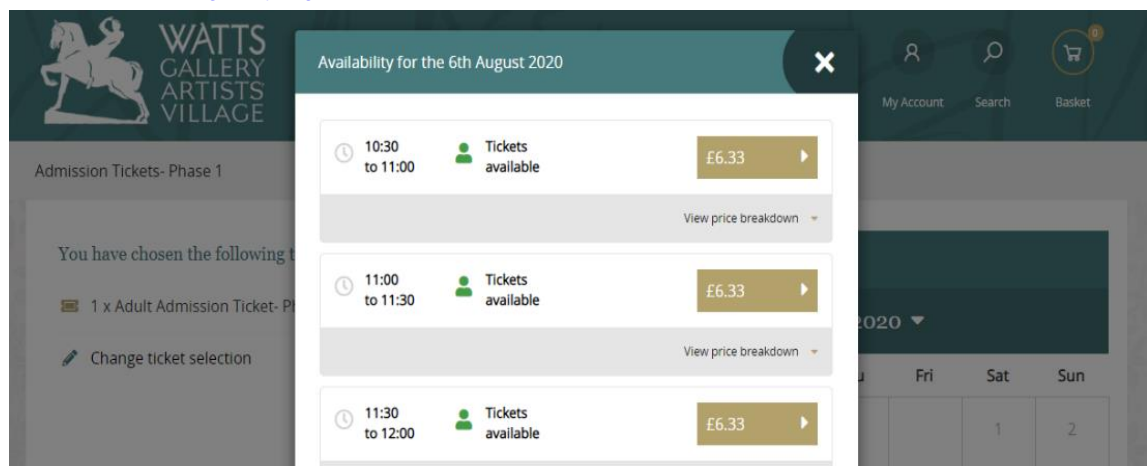 WATTS
GALLERY
ARTISTS
VILLAGE
Availability for the 6th August 2020
0
My Account
Search
Basket
Admission Tickets- Phase 1
10:30
to 11:00
Tickets
available
£6.33
View price breakdown
You have chosen the following t
1 x Adult Admission Ticket- Ph
Change ticket selection
11:00
to 11:30
Tickets
available
£6.33
View price breakdown
11:30
to 12:00
Tickets
available
£6.33
2020
Fri
Sat
Sun
1
2